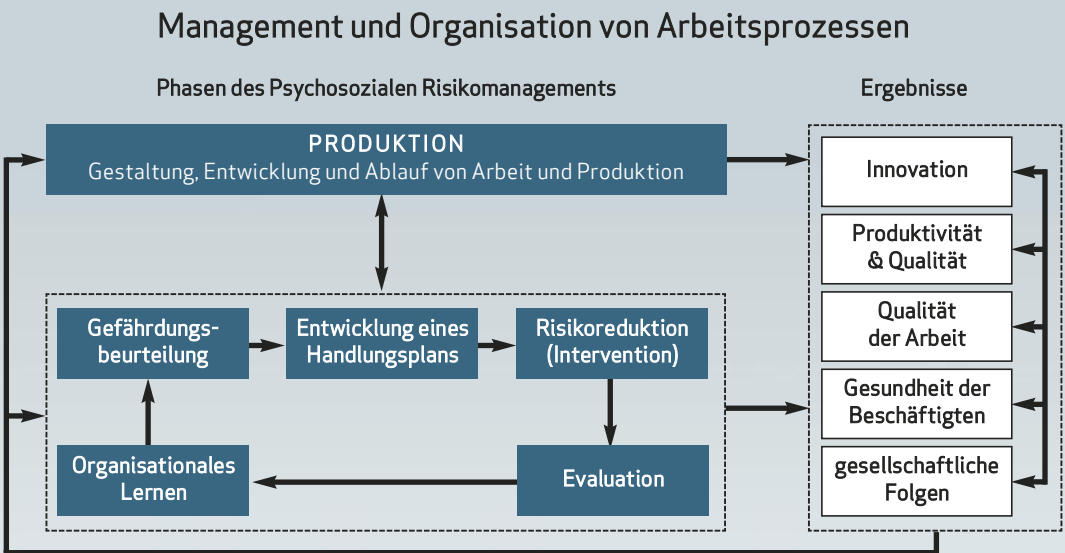 Management und Organisation von Arbeitsprozessen
Phasen des Psychosozialen Risikomanagements
Ergebnisse
PRODUKTION
Gestaltung, Entwicklung und Ablauf von Arbeit und Produktion
Gefährdungs-
beurteilung
Entwicklung eines
Handlungsplans
Risikoreduktion
(Intervention)
Organisationales
Lernen
Evaluation
Innovation
Produktivität
& Qualität
Qualität
der Arbeit
Gesundheit der
Beschäftigten
gesellschaftliche
Folgen